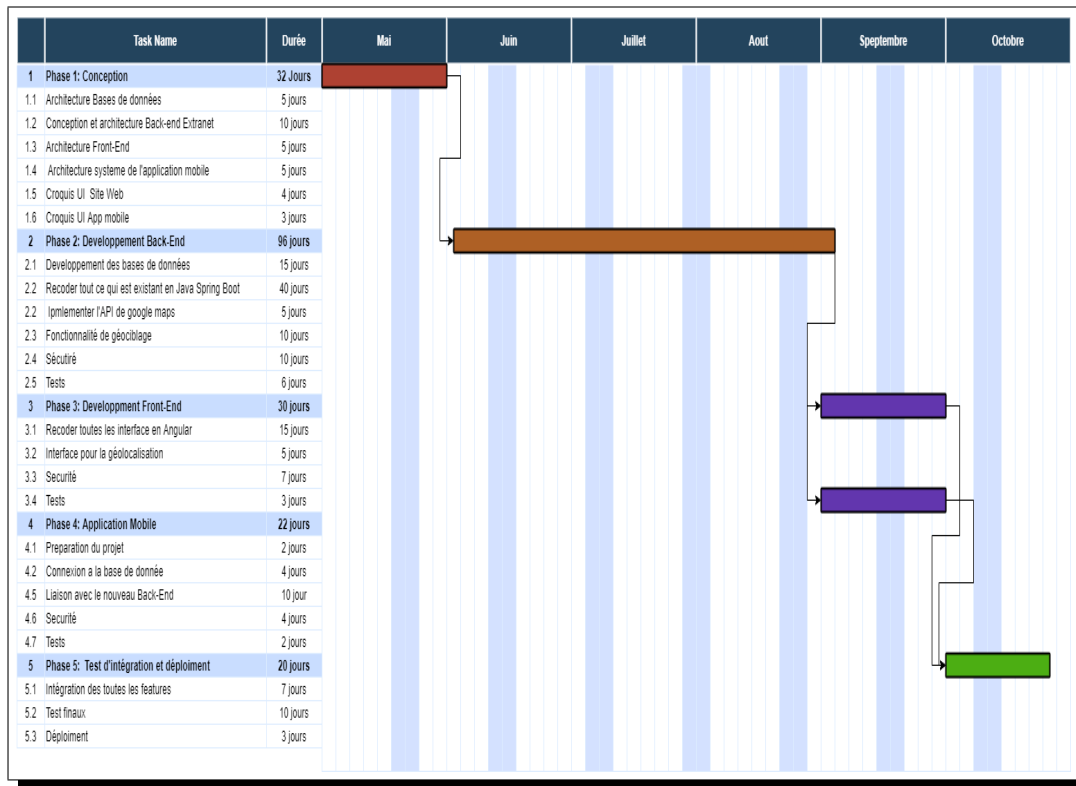 Task Name Durée Mai Juin Juillet Aout Speptembre Octobre
1 Phase 1: Conception 32 Jours
1.1 Architecture Bases de données 5 jours
1.2 Conception et architecture Back-end Extranet 10 jours
1.3 Architecture Front-End 5 jours
1.4 Architecture systeme de l'application mobile 5 jours
1.5 Croquis UI Site Web 4 jours
1.6 Croquis UI App mobile 3 jours
2 Phase 2: Developpement Back-End 96 jours
2.1 Developpement des bases de données 15 jours
2.2 Recoder tout ce qui est existant en Java Spring Boot 40 jours
2.2 Ipmlementer l'API de google maps 5 jours
2.3 Fonctionnalité de géociblage 10 jours
2.4 Sécutiré 10 jours
2.5 Tests 6 jours
3 Phase 3: Developpment Front-End 30 jours
3.1 Recoder toutes les interface en Angular 15 jours
3.2 Interface pour la géolocalisation 5 jours
3.3 Securité 7 jours
3.4 Tests 3 jours
4 Phase 4: Application Mobile 22 jours
4.1 Preparation du projet 2 jours
4.2 Connexion a la base de donnée 4 jours
4.5 Liaison avec le nouveau Back-End 10 jour
4.6 Securité 4 jours
4.7 Tests 2 jours
5 Phase 5: Test d'intégration et déploiment 20 jours
5.1 Intégration des toutes les features 7 jours
5.2 Test finaux 10 jours
5.3 Déploiment 3 jours